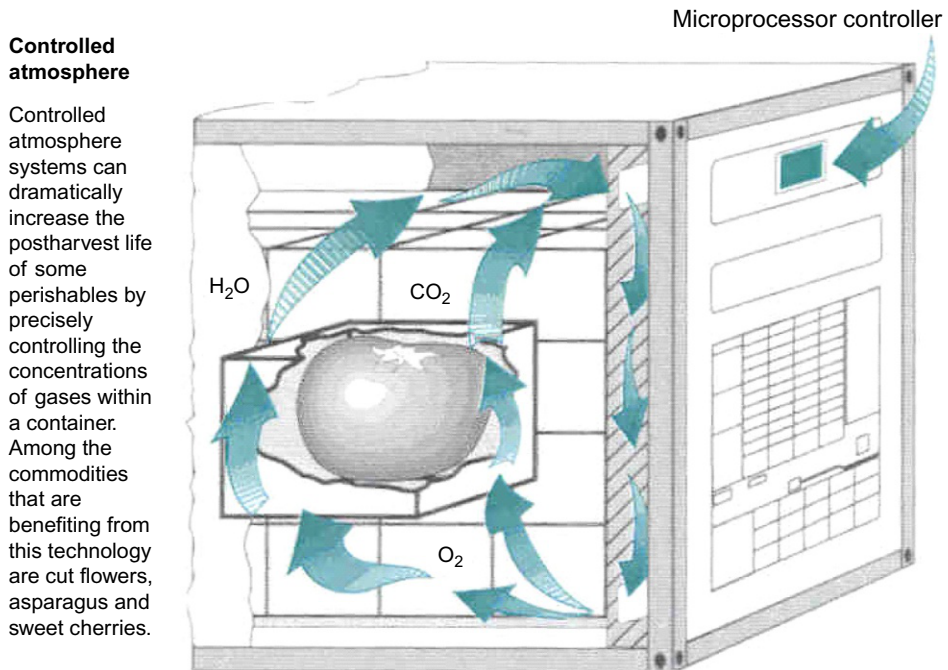 Microprocessor controller
Controlled
atmosphere
Controlled
atmosphere
systems can
dramatically
increase the
postharvest life
of some
perishables by
precisely
controlling the
concentrations
of gases within
a container.
Among the
commodities
that are
benefiting from
this technology
are cut flowers,
asparagus and
sweet cherries.
H₂O
CO₂
O₂